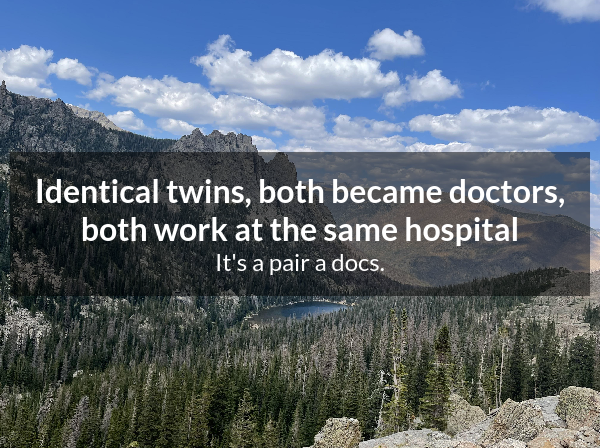 Identical twins, both became doctors,
both work at the same hospital
It's a pair a docs.